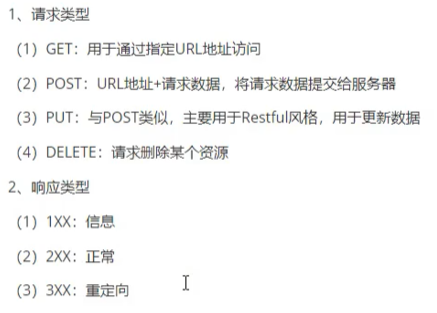 1、请求类型
（1）GET：用于通过指定URL地址访问
（2）POST：URL地址+请求数据，将请求数据提交给服务器
（3）PUT：与POST类似，主要用于Restful风格，用于更新数据
（4）DELETE：请求删除某个资源
2、响应类型
（1）1XX：信息
（2）2XX：正常
（3）3XX：重定向